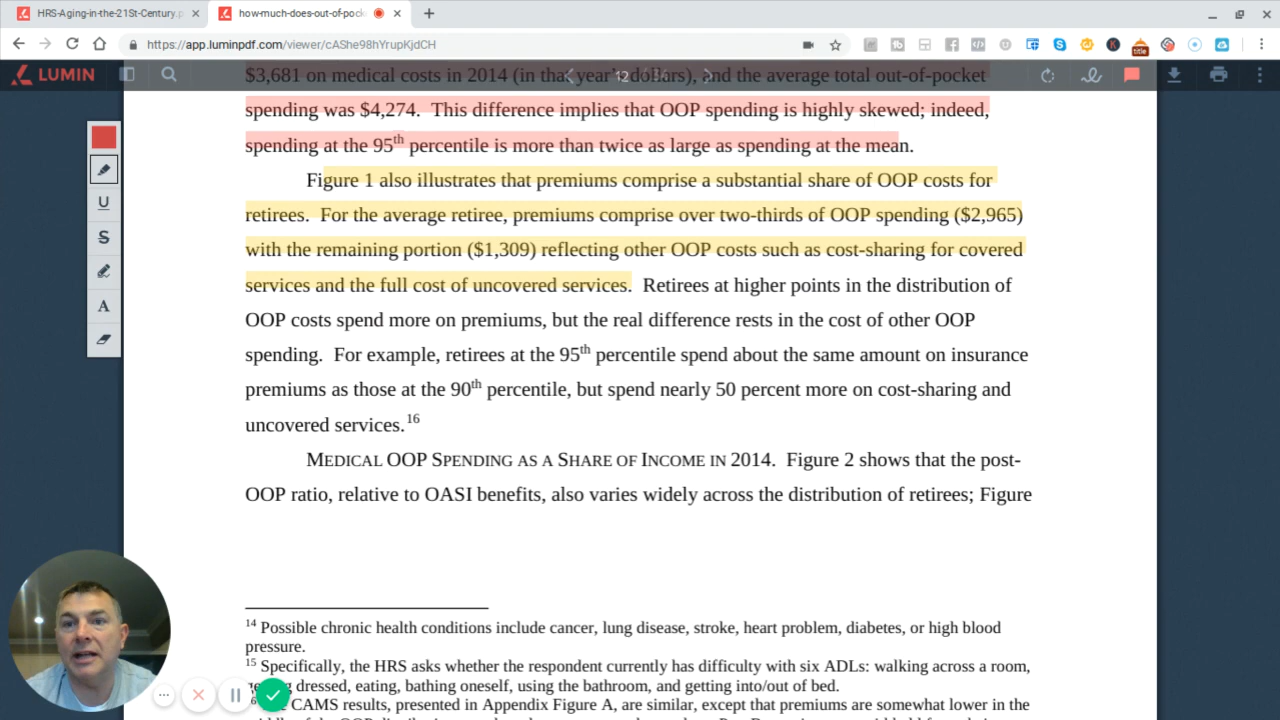 HRS-Aging-in-the-21St-Century.p
how-much-does-out-of-pock
https://app.luminpdf.com/viewer/cAShe98hYrupKjdCH
title
LUMIN
12
$3,681 on medical costs in 2014 (in that year's dollars), and the average total out-of-pocket
spending was $4,274. This difference implies that OOP spending is highly skewed; indeed,
spending at the 95th percentile is more than twice as large as spending at the mean.
Figure 1 also illustrates that premiums comprise a substantial share of OOP costs for
retirees. For the average retiree, premiums comprise over two-thirds of OOP spending ($2,965)
with the remaining portion ($1,309) reflecting other OOP costs such as cost-sharing for covered
services and the full cost of uncovered services. Retirees at higher points in the distribution of
OOP costs spend more on premiums, but the real difference rests in the cost of other OOP
spending. For example, retirees at the 95th percentile spend about the same amount on insurance
premiums as those at the 90th percentile, but spend nearly 50 percent more on cost-sharing and
uncovered services.16
MEDICAL OOP SPENDING AS A SHARE OF INCOME IN 2014. Figure 2 shows that the post-
OOP ratio, relative to OASI benefits, also varies widely across the distribution of retirees; Figure
14 Possible chronic health conditions include cancer, lung disease, stroke, heart problem, diabetes, or high blood
pressure.
15 Specifically, the HRS asks whether the respondent currently has difficulty with six ADLs: walking across a room,
dressed, eating, bathing oneself, using the bathroom, and getting into/out of bed.
CAMS results, presented in Appendix Figure A, are similar, except that premiums are somewhat lower in the